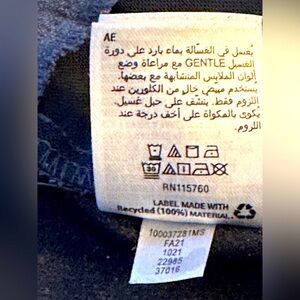 AE
يغسل في الغسالة بماء بارد على دورة
الغسيل GENTLE مع مراعاة وضع
ألوان الملابس المتشابهة مع بعضها.
يستخدم مبيض خال من الكلورين عند
اللزوم فقط. ينشف على حبل غسيل.
يكوى بالمكواة على أخف درجة عند
اللزوم.
30
RN115760
LABEL MADE WITH
Recycled (100%) MATERIAL.
100037281MS
FA21
1021
22985
37016